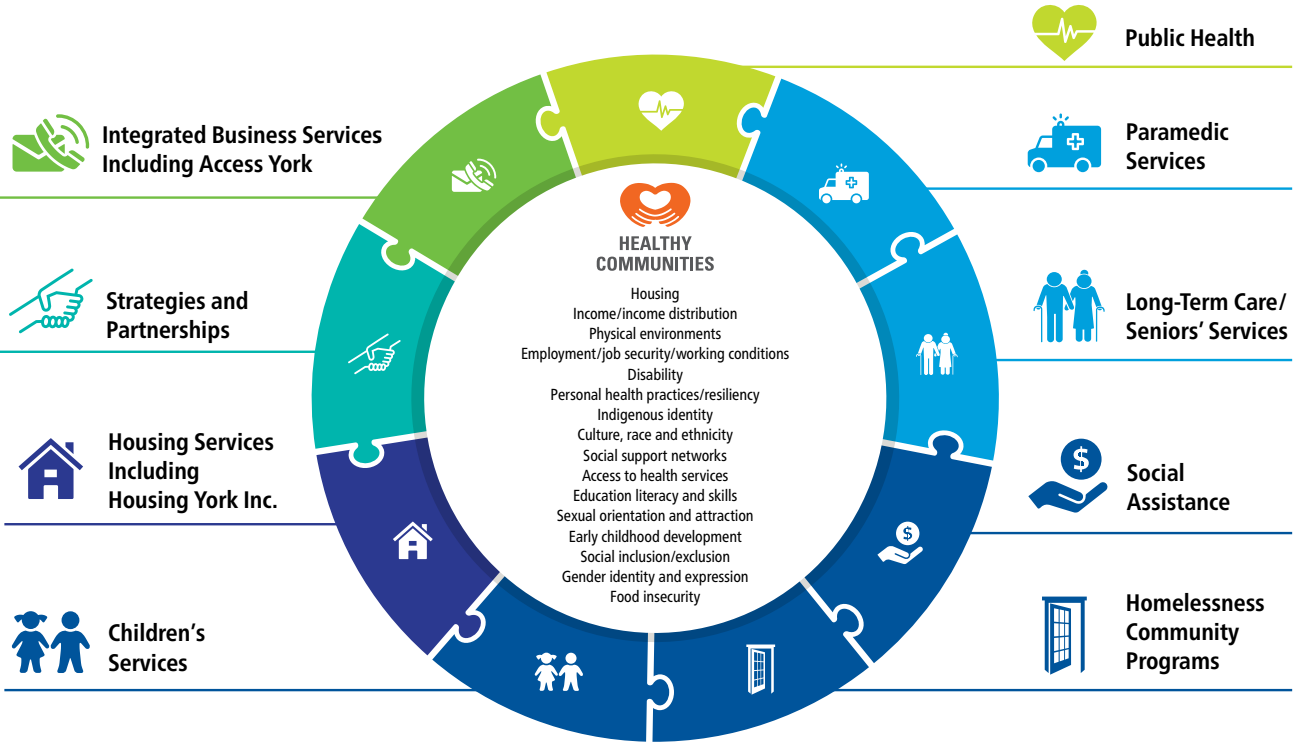 Public Health
Paramedic
Services
Long-Term Care/
Seniors' Services
$
Social
Assistance
Homelessness
Community
Programs
Integrated Business Services
Including Access York
Strategies and
Partnerships
Housing Services
Including
Housing York Inc.
Children's
Services
$
HEALTHY
COMMUNITIES
Housing
Income/income distribution
Physical environments
Employment/job security/working conditions
Disability
Personal health practices/resiliency
Indigenous identity
Culture, race and ethnicity
Social support networks
Access to health services
Education literacy and skills
Sexual orientation and attraction
Early childhood development
Social inclusion/exclusion
Gender identity and expression
Food insecurity